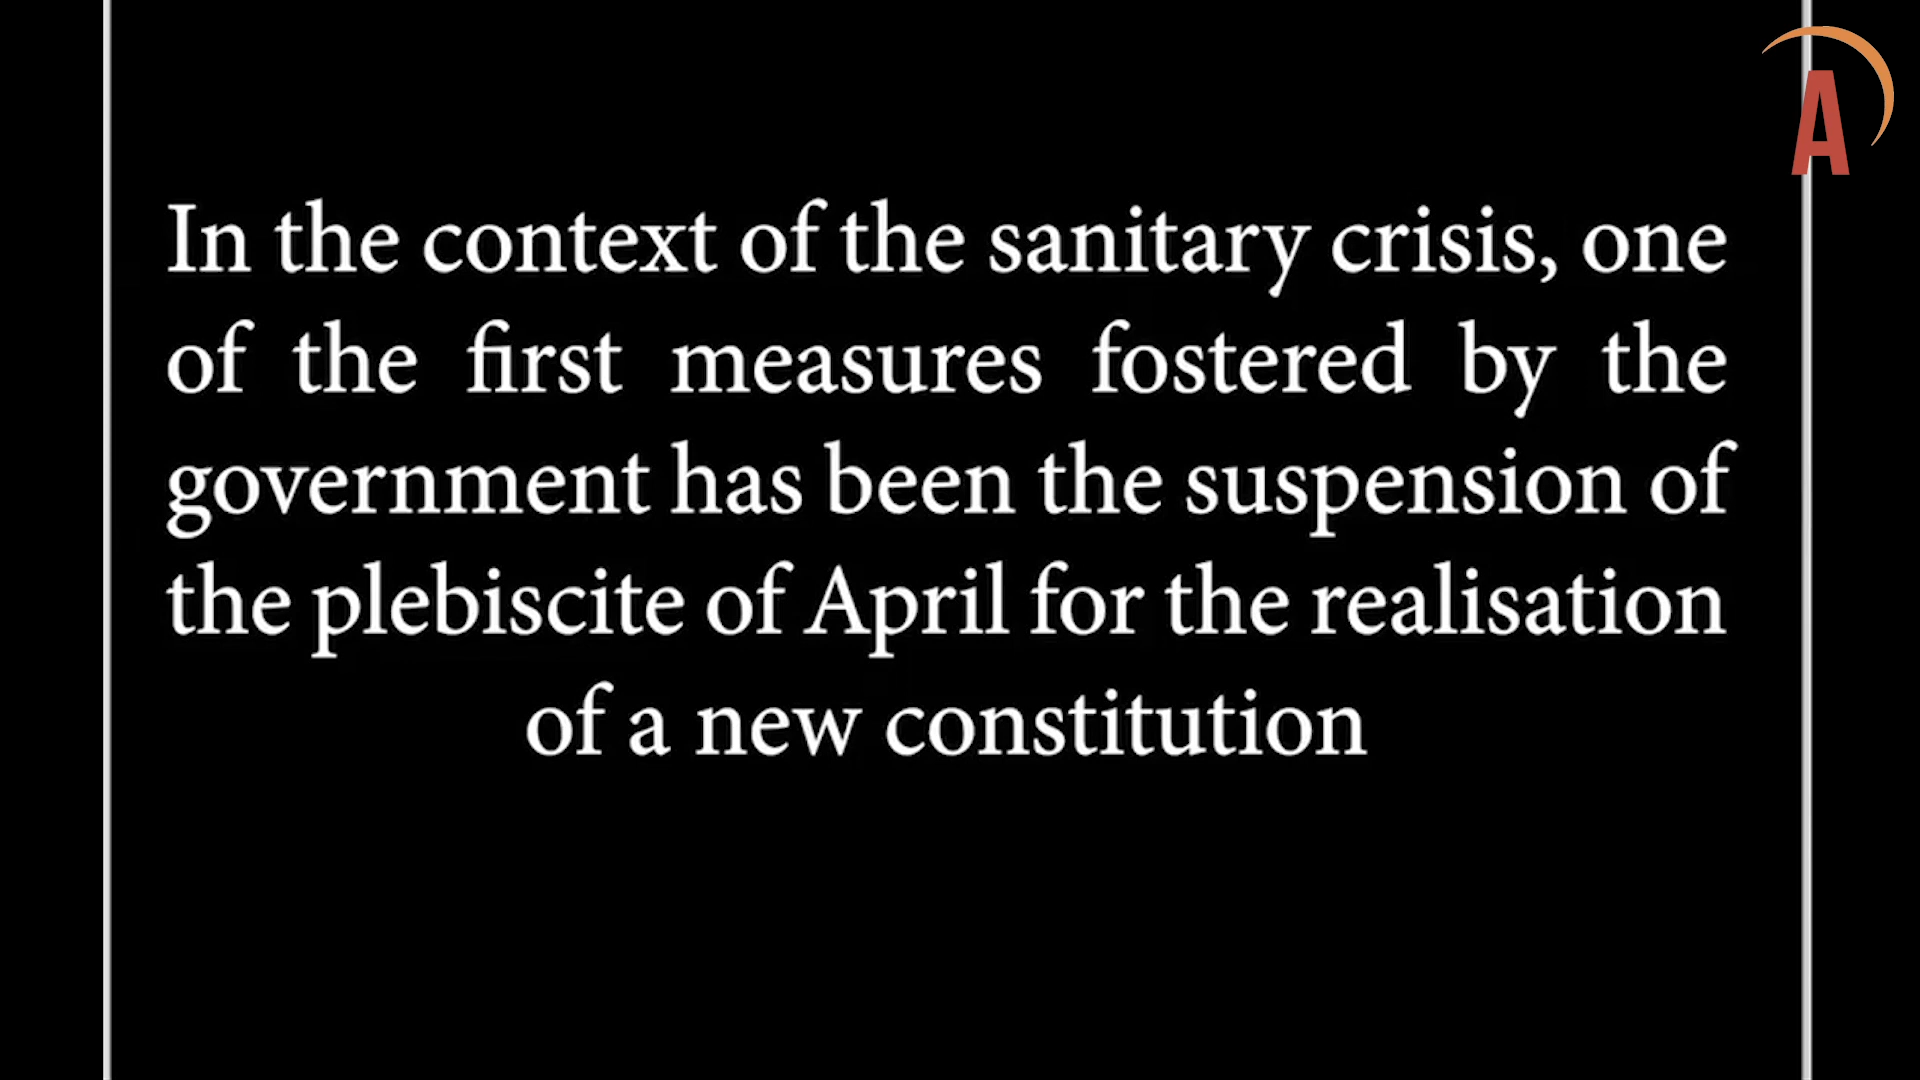 A
In the context of the sanitary crisis, one
of the first measures fostered by the
government has been the suspension of
the plebiscite of April for the realisation
of a new constitution